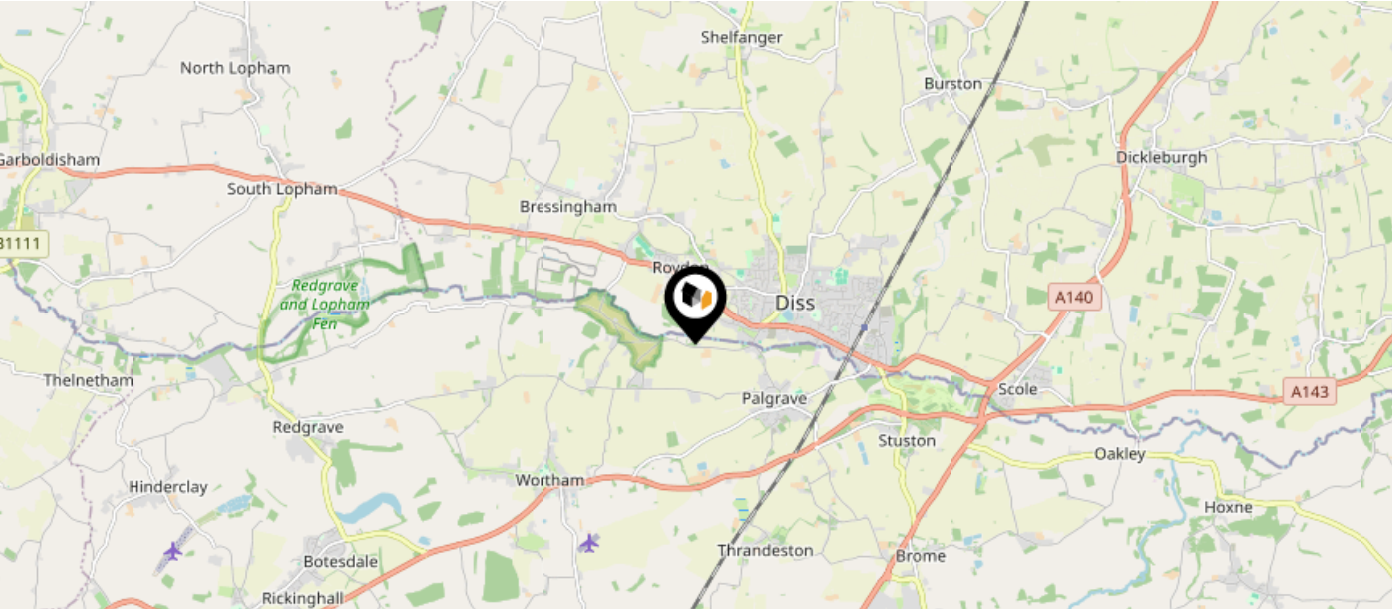 Shelfanger
North Lopham
Burston
Garboldisham
Dickleburgh
South Lopham
Bressingham
B1111
Roydon
Redgrave
and Lopham
Fen
Diss
A140
Thelnetham
Scole
A143
Palgrave
Redgrave
Stuston
Oakley
Wortham
Hinderclay
Hoxne
Thrandeston
Brome
Botesdale
Rickinghall